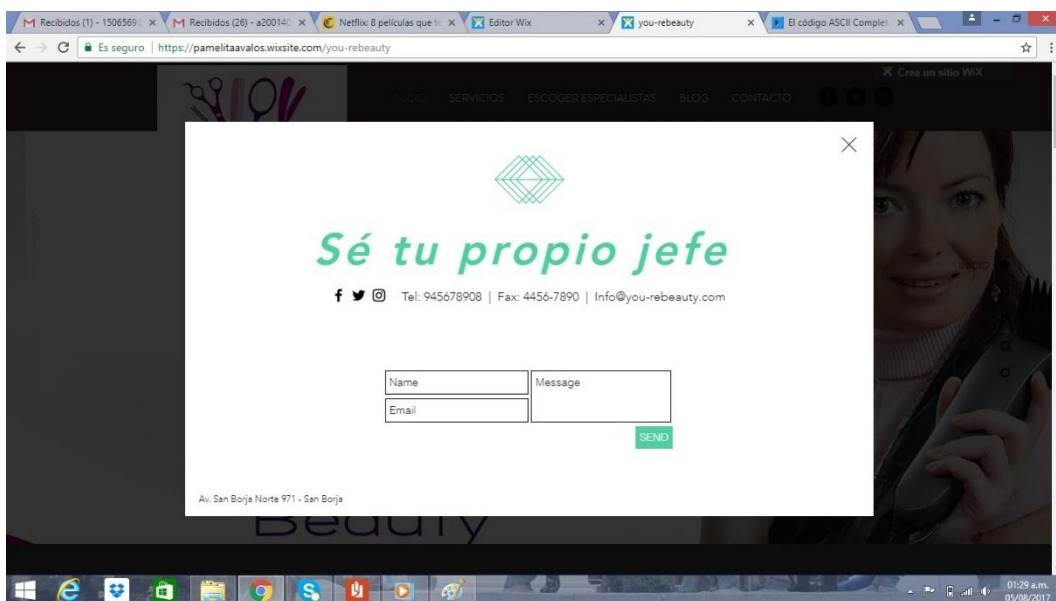 Recibidos (1) - 1506569
Recibidos (26) - a200140
Netflix: 8 películas que te
Editor Wix
you-rebeauty
El código ASCII Complet
Es seguro | https://pamelitaavalos.wixsite.com/you-rebeauty
Crea un sitio WiX
INICIO SERVICIOS ESCOGER ESPECIALISTAS BLOG CONTACTO
YOU
Sé tu propio jefe
Tel: 945678908 | Fax: 4456-7890 | Info@you-rebeauty.com
INICIO
Name
Message
Email
SEND
Av. San Borja Norte 971 - San Borja
Beauty
01:29 a.m.
05/08/2017